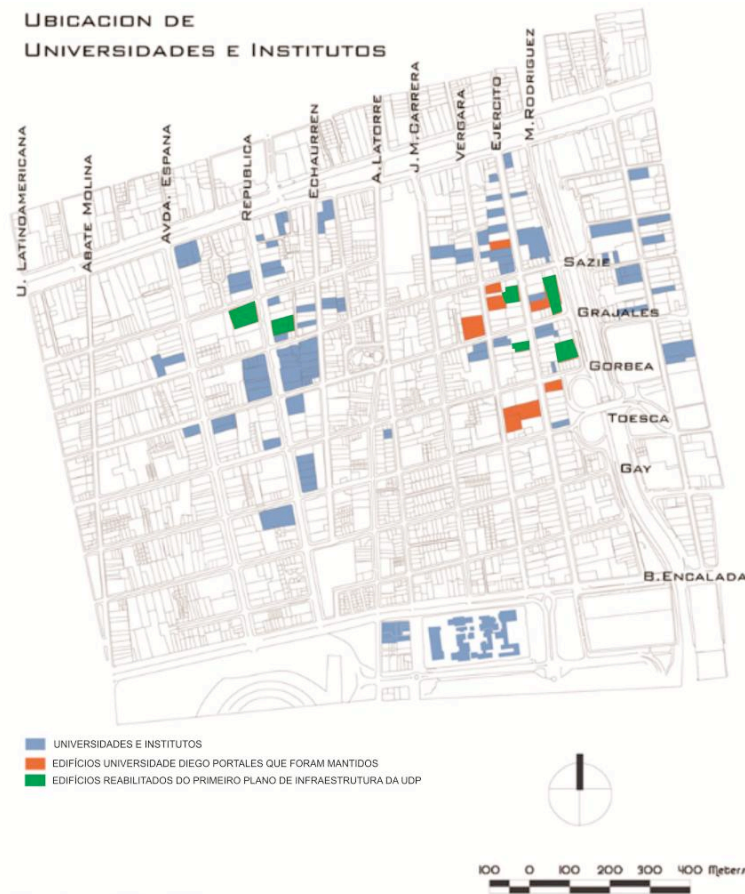 UBICACION DE
UNIVERSIDADES E INSTITUTOS
U. LATINOAMERICANA
ABATE MOLINA
AVDA. ESPANA
REPUBLICA
ECHAURREN
A.LATORRE
J.M.CARRERA
VERGARA
EJERCITO
M.RODRIGUEZ
SAZIE
GRAJALES
GORBEA
TOESCA
GAY
B.ENCALADA
UNIVERSIDADES E INSTITUTOS
EDIFÍCIOS UNIVERSIDADE DIEGO PORTALES QUE FORAM MANTIDOS
EDIFÍCIOS REABILITADOS DO PRIMEIRO PLANO DE INFRAESTRUTURA DA UDP
100 0 100 200 300 400 Meters